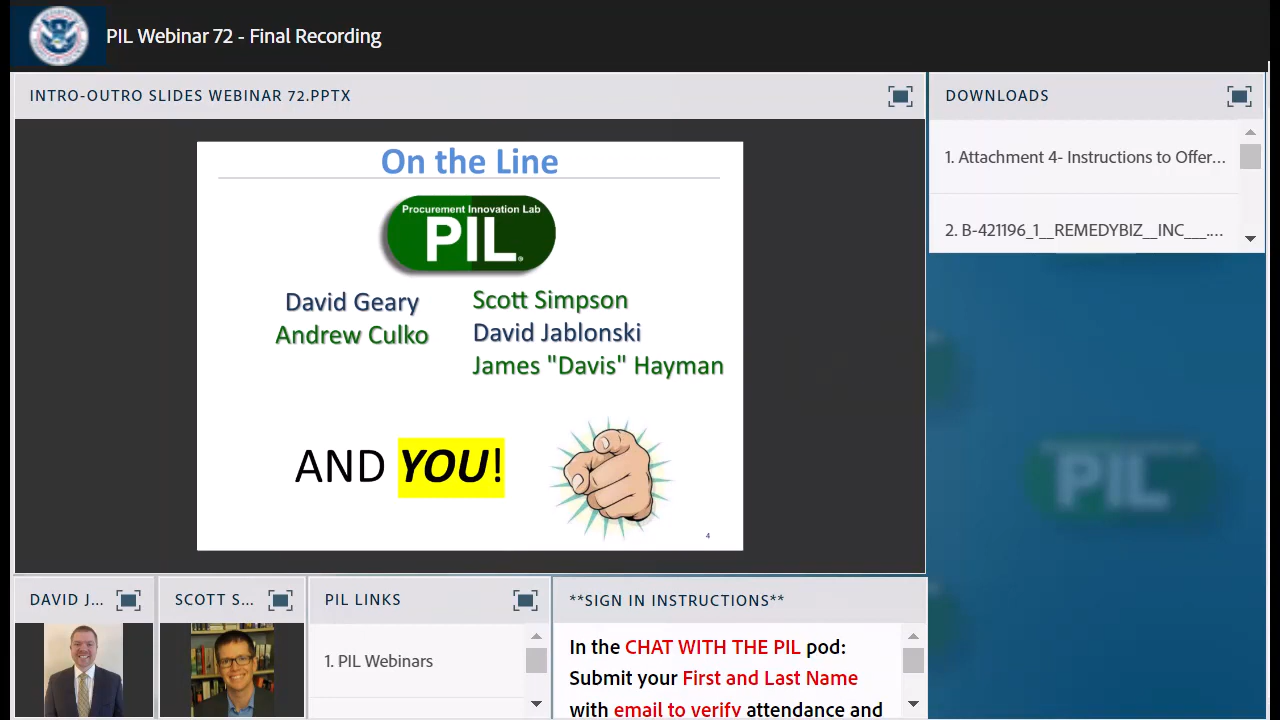 PIL Webinar 72 - Final Recording
INTRO-OUTRO SLIDES WEBINAR 72.PPTX
On the Line
Procurement Innovation Lab
PIL®
David Geary
Andrew Culko
Scott Simpson
David Jablonski
James "Davis" Hayman
AND YOU!
4
DOWNLOADS
1. Attachment 4- Instructions to Offer...
2. B-421196_1__REMEDYBIZ__INC___....
PIL
DAVID J...
SCOTT S...
PIL LINKS
1. PIL Webinars
**SIGN IN INSTRUCTIONS**
In the CHAT WITH THE PIL pod:
Submit your First and Last Name
with email to verify attendance and